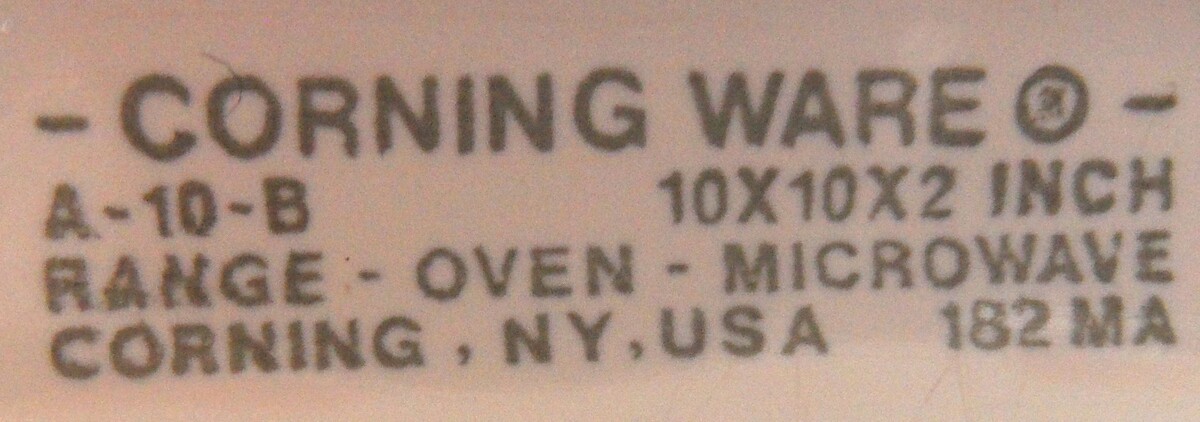 - CORNING WARE ® -
A-10-B 10X10X2 INCH
RANGE - OVEN - MICROWAVE
CORNING, NY, USA 182 MA